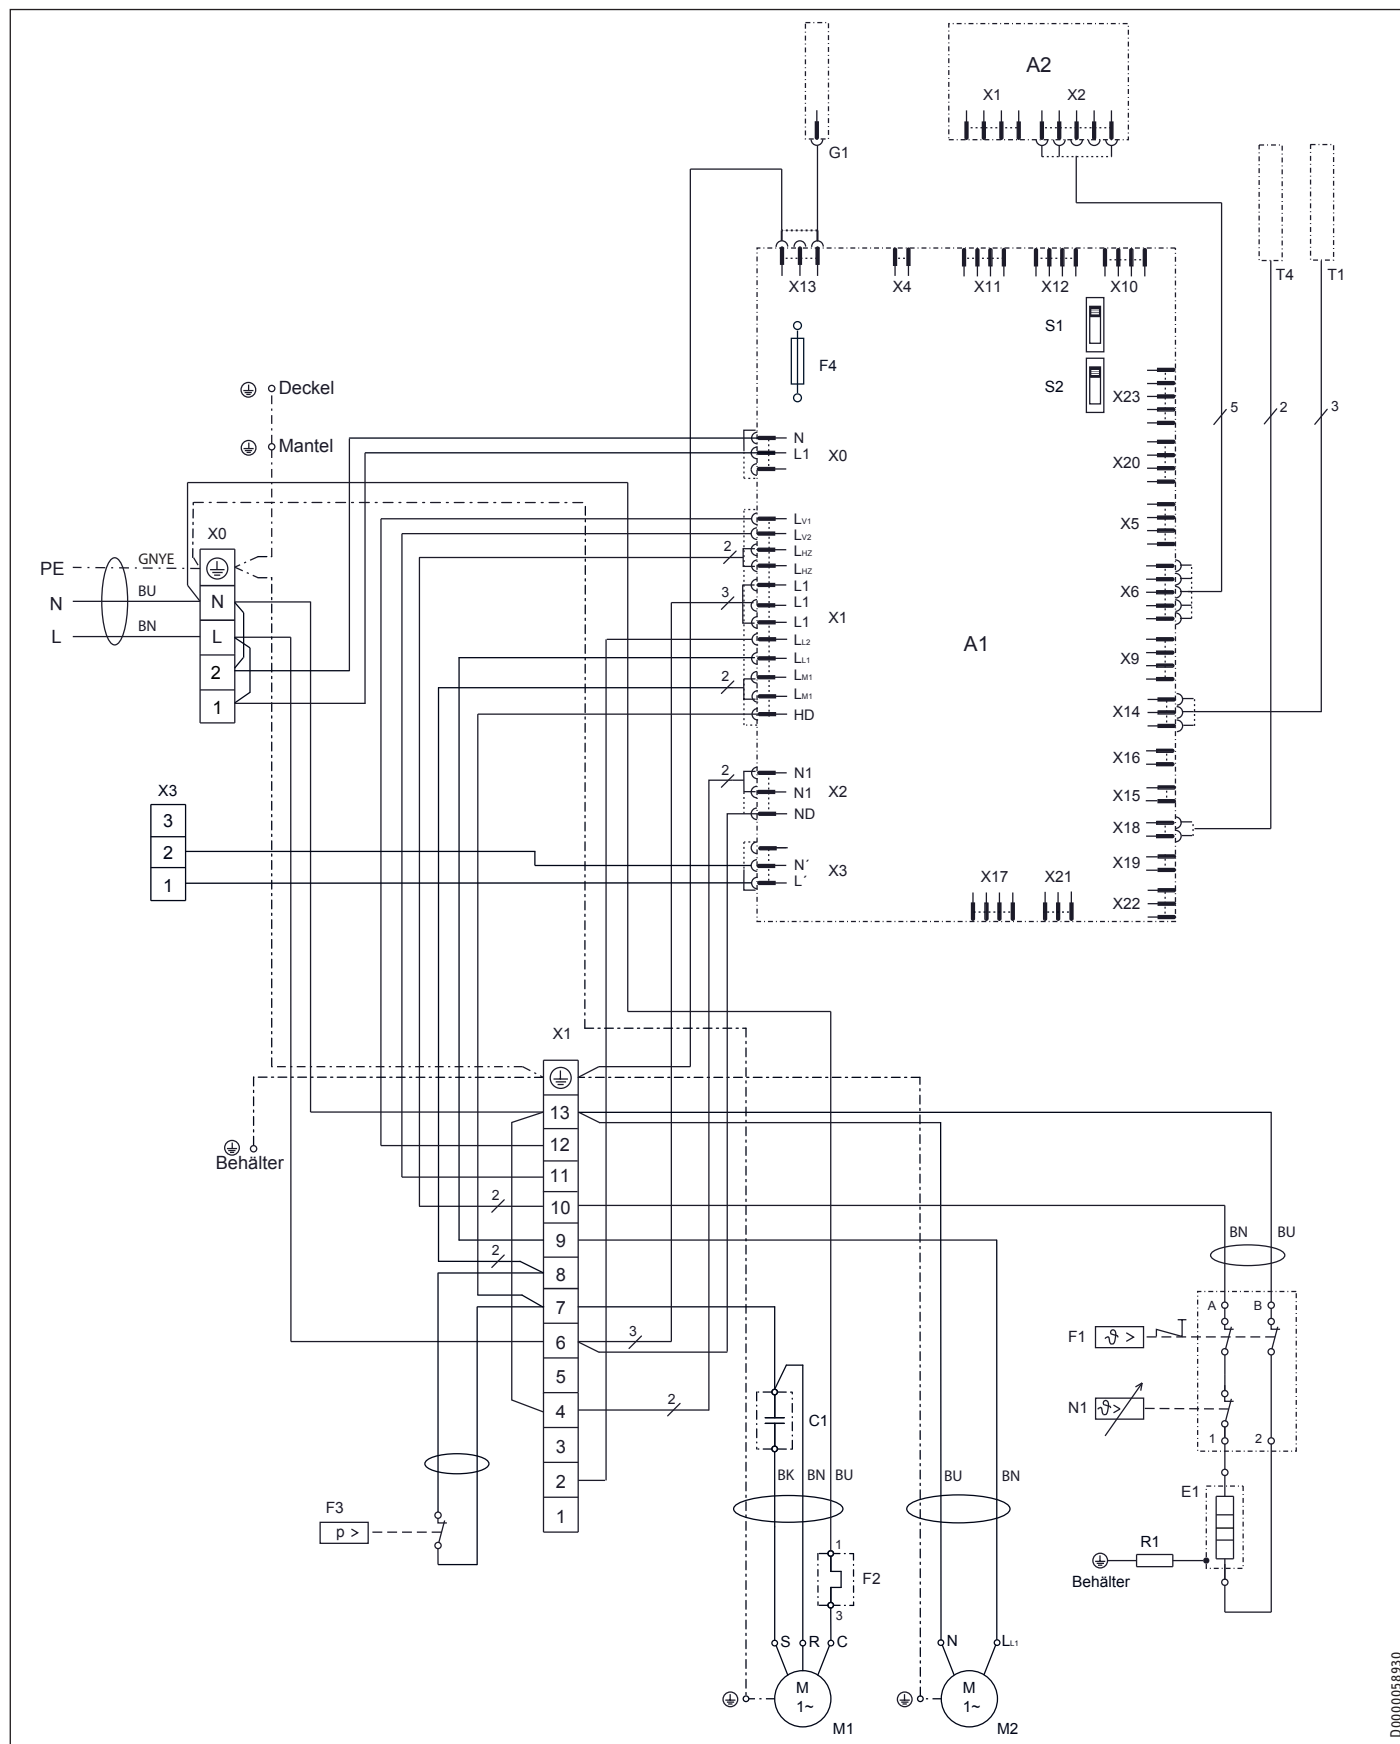 A2
X1 X2
G1
T4 T1
X13 X4 X11 X12 X10
S1
F4
S2
X23
5 2 3
Deckel
Mantel
N
L1 X0
X20
X0
LV1
LV2
LHZ
2
LHZ
L1
3 L1
L1 X1
LL2
LL1
2 LM1
LM1
HD
X5
X6
A1
X9
X14
PE GNYE
N BU N
L BN L
2
1
X16
X3
3
2
1
2 N1
N1 X2
ND
X15
X18
N´
L´ X3
X19
X17 X21
X22
X1
13
12
11
2 10
9
2 8
7
6 3
5
4 2
3
2
1
Behälter
BN BU
A B
F1 ϑ >
N1 ϑ >
1 2
C1
BK BN BU
BU BN
F3
p >
E1
R1
Behälter
1
F2
3
S R C
N LL1
M
1~
M1
M
1~
M2
D0000058930